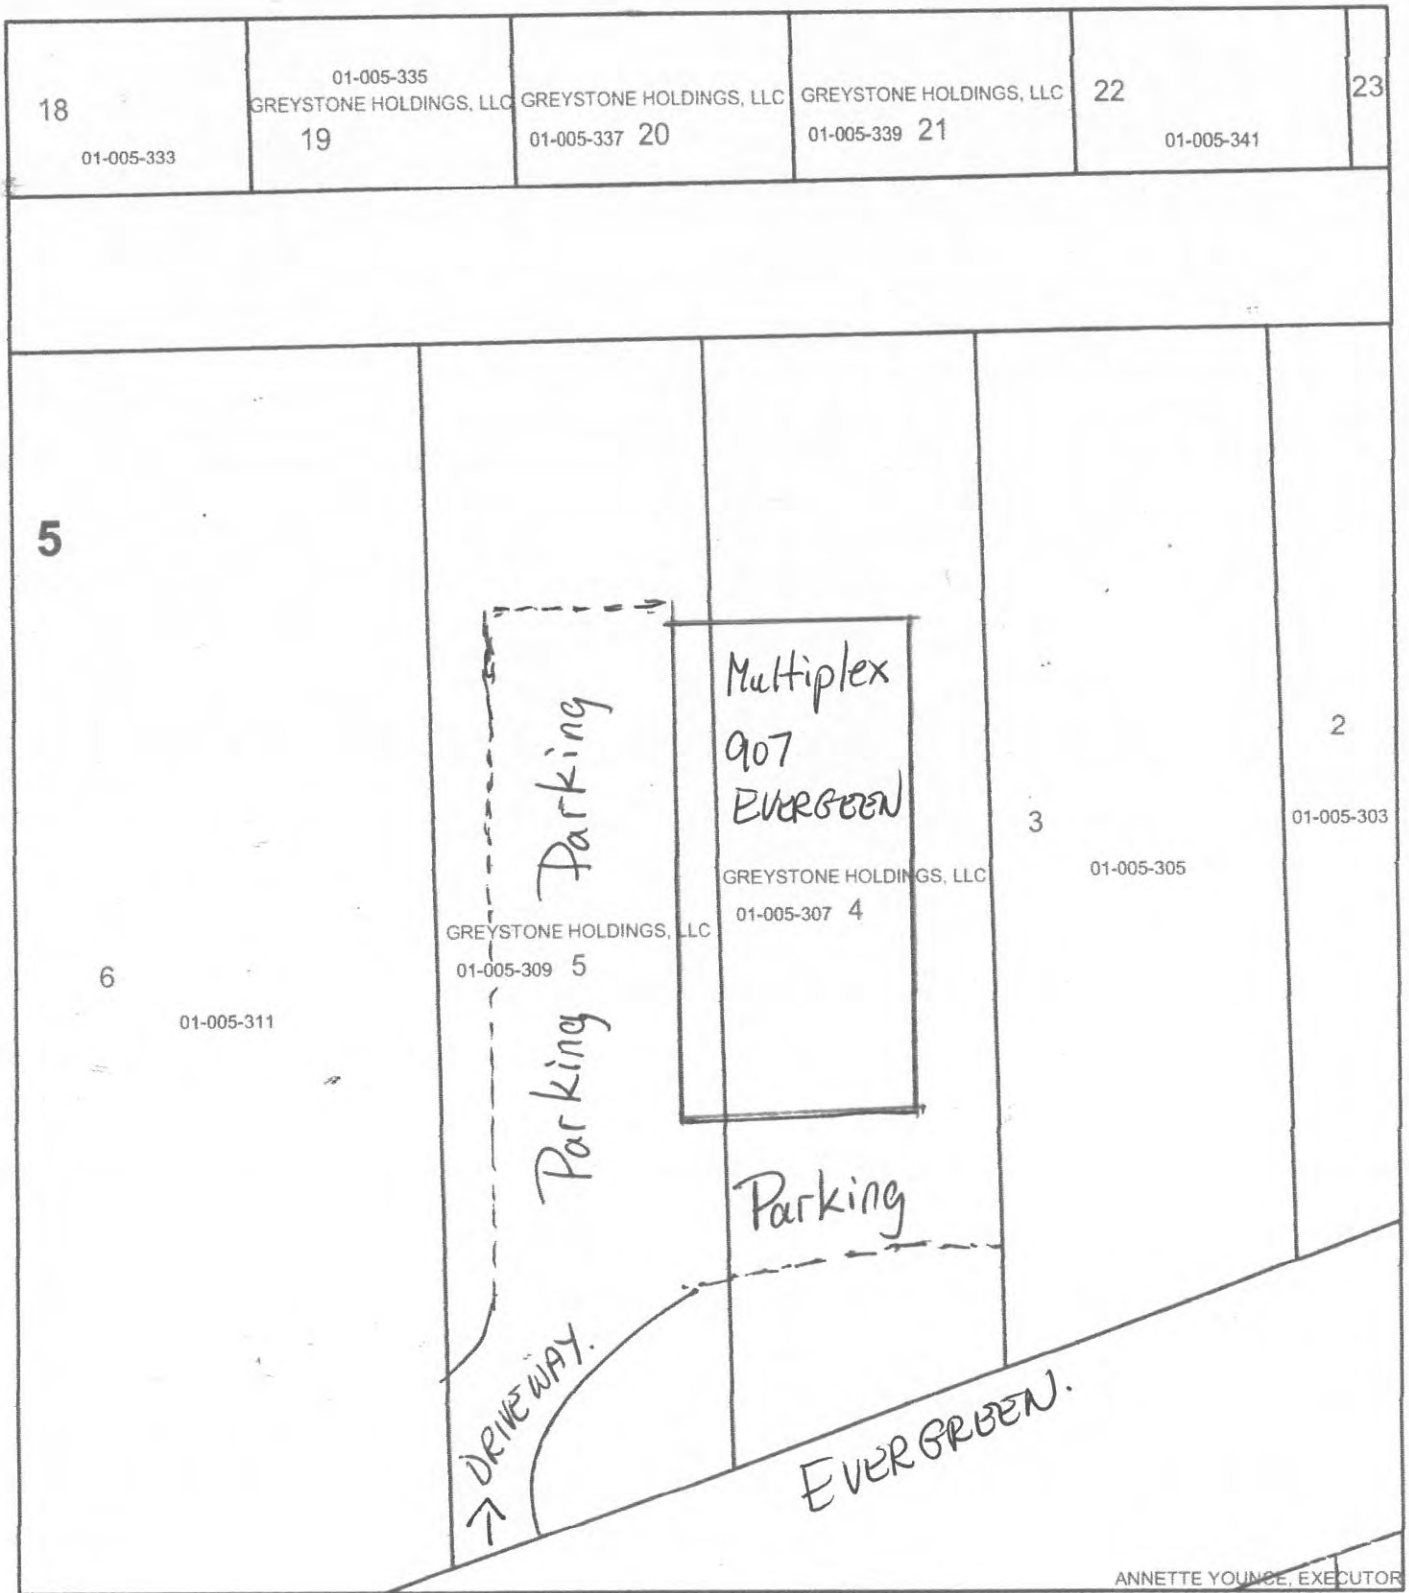 18
01-005-333
01-005-335
GREYSTONE HOLDINGS, LLC
19
GREYSTONE HOLDINGS, LLC
01-005-337 20
GREYSTONE HOLDINGS, LLC
01-005-339 21
22
01-005-341
23
5
6
01-005-311
Parking
GREYSTONE HOLDINGS, LLC
01-005-309 5
Parking
Multiplex
907
EVERGEEN
GREYSTONE HOLDINGS, LLC
01-005-307 4
Parking
3
01-005-305
2
01-005-303
DRIVEWAY.
EVERGREEN.
ANNETTE YOUNCE, EXECUTOR